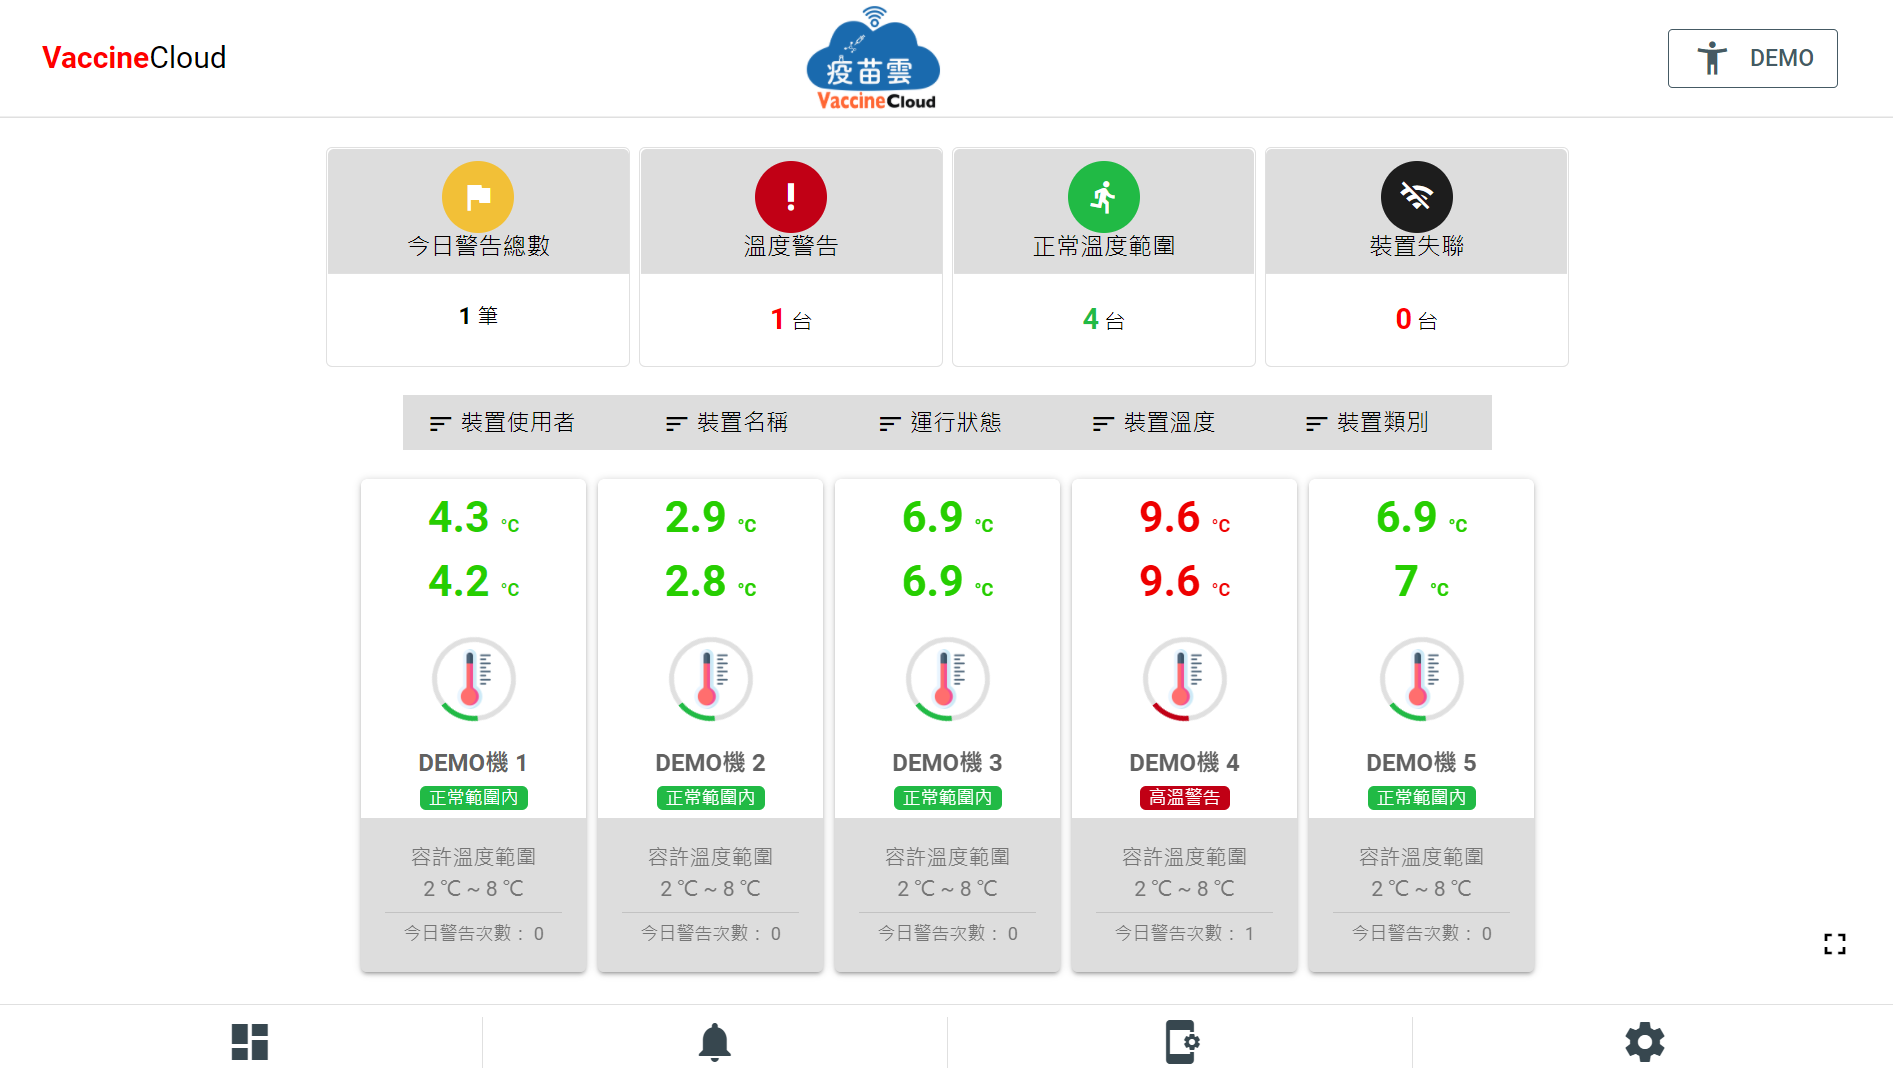 VaccineCloud
疫苗雲
VaccineCloud
DEMO
今日警告總數
1 筆
溫度警告
1 台
正常溫度範圍
4 台
裝置失聯
0 台
裝置使用者
裝置名稱
運行狀態
裝置溫度
裝置類別
4.3 °C
4.2 °C
DEMO機 1
正常範圍內
容許溫度範圍
2 ℃ ~ 8 ℃
今日警告次數： 0
2.9 °C
2.8 °C
DEMO機 2
正常範圍內
容許溫度範圍
2 ℃ ~ 8 ℃
今日警告次數： 0
6.9 °C
6.9 °C
DEMO機 3
正常範圍內
容許溫度範圍
2 ℃ ~ 8 ℃
今日警告次數： 0
9.6 °C
9.6 °C
DEMO機 4
高溫警告
容許溫度範圍
2 ℃ ~ 8 ℃
今日警告次數： 1
6.9 °C
7 °C
DEMO機 5
正常範圍內
容許溫度範圍
2 ℃ ~ 8 ℃
今日警告次數： 0